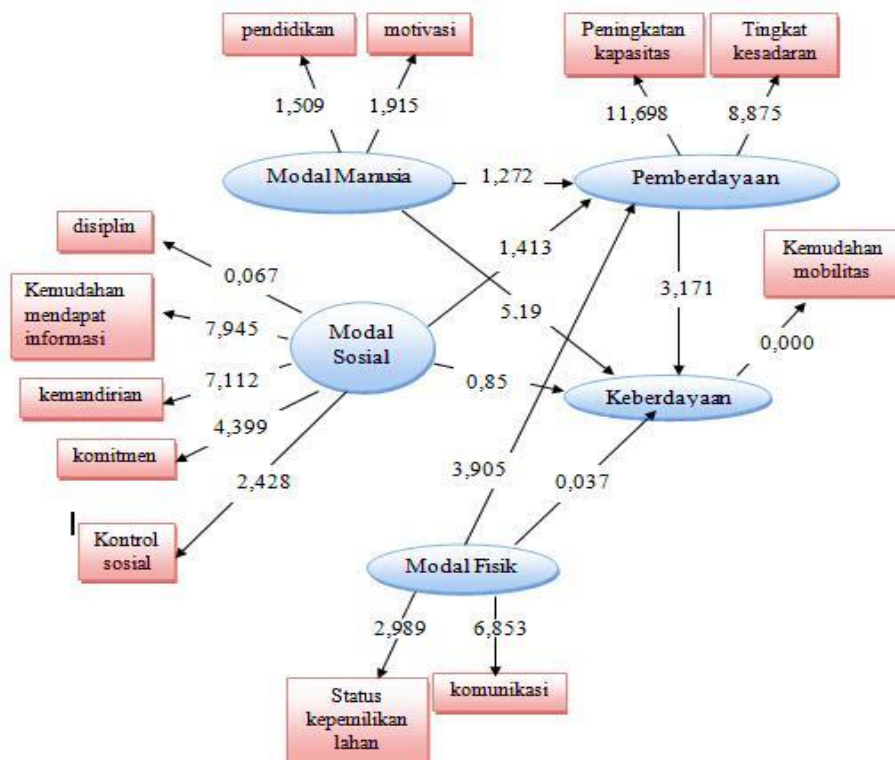 pendidikan
motivasi
Peningkatan
kapasitas
Tingkat
kesadaran
1,509
1,915
11,698
8,875
Modal Manusia
1,272
Pemberdayaan
disiplin
0,067
1,413
Kemudahan
mobilitas
Kemudahan
mendapat
informasi
7,945
Modal
Sosial
5.19
3,171
0,000
kemandirian
7,112
0,85
Keberdayaan
komitmen
4,399
2,428
3,905
0,037
Kontrol
sosial
Modal Fisik
2,989
6,853
Status
kepemilikan
lahan
komunikasi